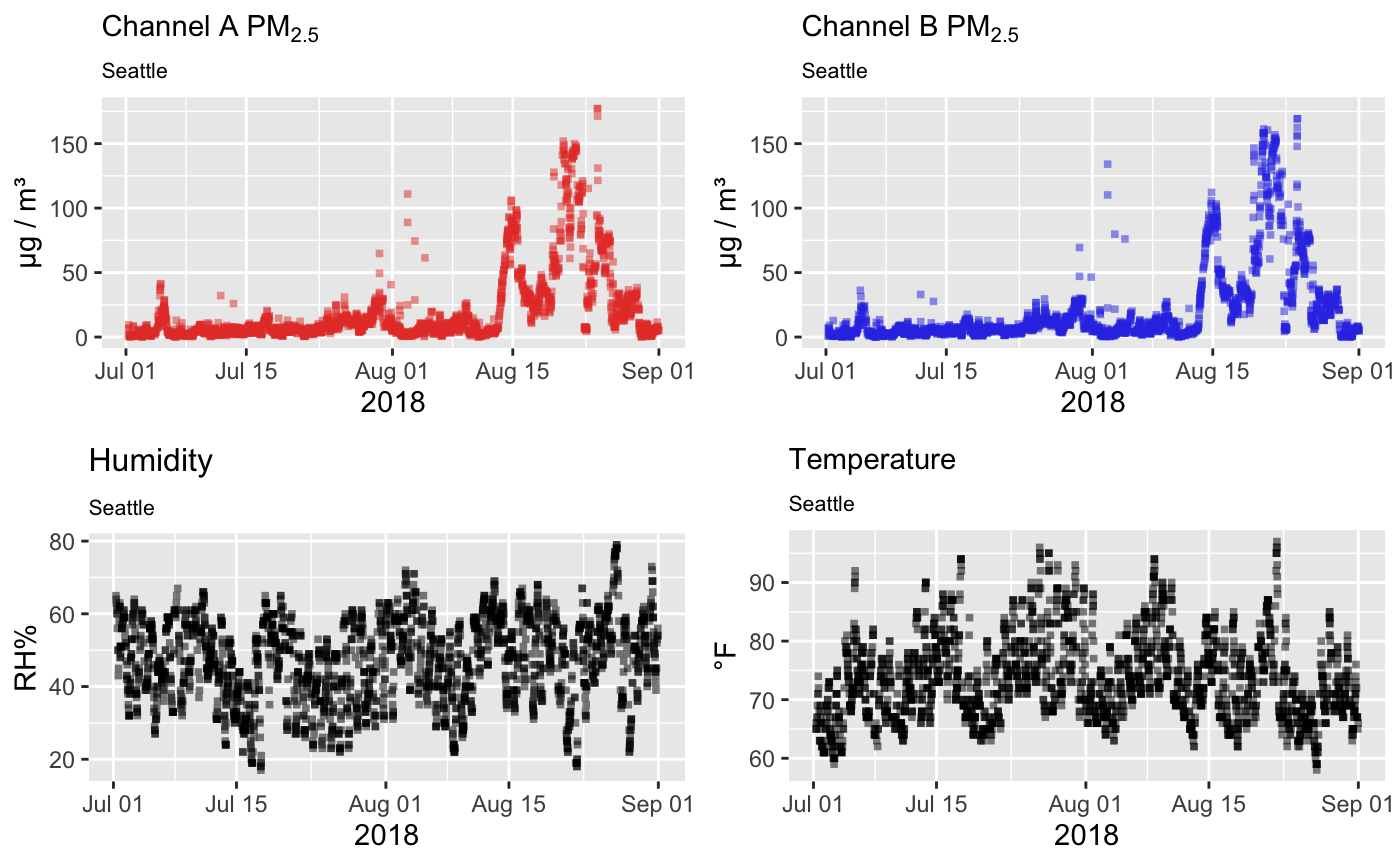 Channel A PM₂.₅
Seattle
µg / m³
150
100
50
0
Jul 01 Jul 15 Aug 01 Aug 15 Sep 01
2018
Channel B PM₂.₅
Seattle
µg / m³
150
100
50
0
Jul 01 Jul 15 Aug 01 Aug 15 Sep 01
2018
Humidity
Seattle
RH%
80
60
40
20
Jul 01 Jul 15 Aug 01 Aug 15 Sep 01
2018
Temperature
Seattle
°F
90
80
70
60
Jul 01 Jul 15 Aug 01 Aug 15 Sep 01
2018